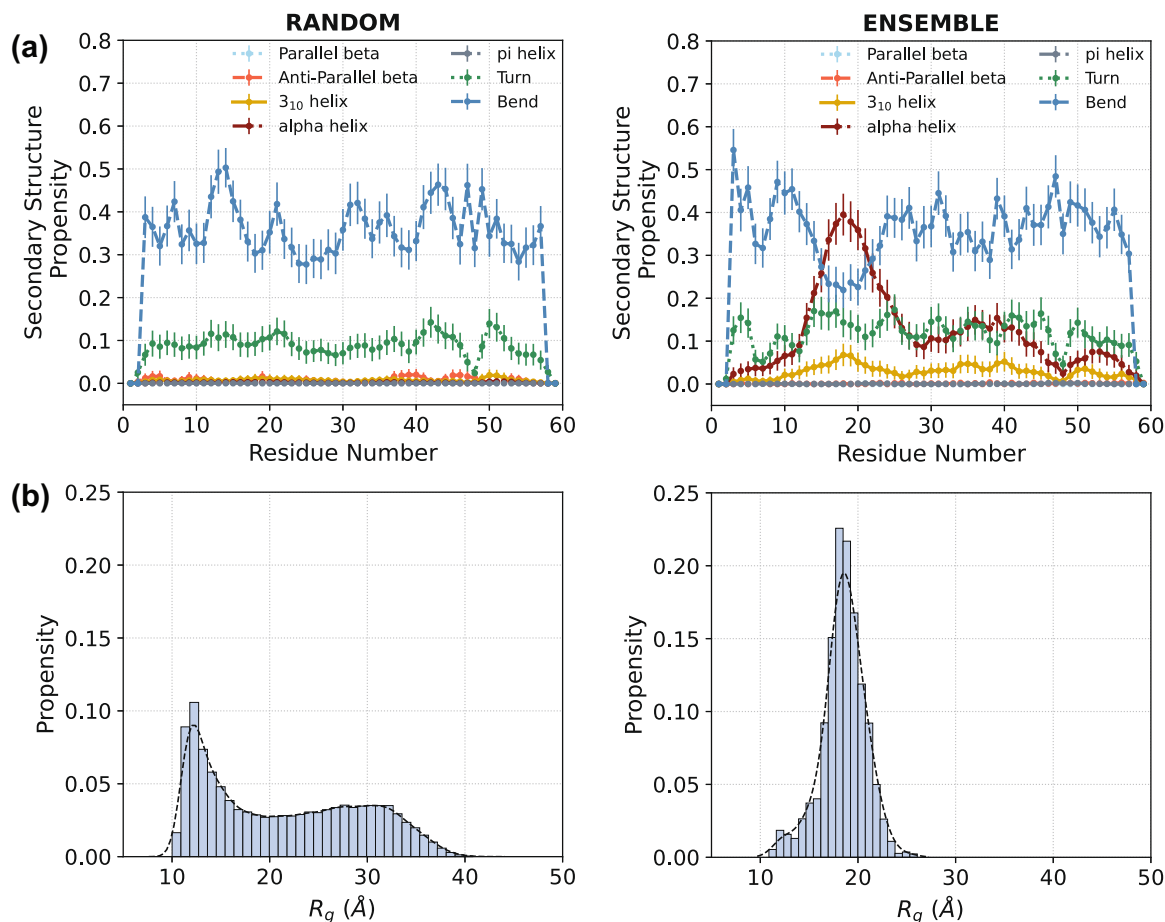 RANDOM
ENSEMBLE
(a)
0.8
0.7
0.6
0.5
0.4
0.3
0.2
0.1
0.0
Secondary Structure
Propensity
Parallel beta
Anti-Parallel beta
3₁₀ helix
alpha helix
pi helix
Turn
Bend
0 10 20 30 40 50 60
Residue Number
0.8
0.7
0.6
0.5
0.4
0.3
0.2
0.1
0.0
Secondary Structure
Propensity
Parallel beta
Anti-Parallel beta
3₁₀ helix
alpha helix
pi helix
Turn
Bend
0 10 20 30 40 50 60
Residue Number
(b)
0.25
0.20
0.15
0.10
0.05
0.00
Propensity
10 20 30 40 50
R_g (Å)
0.25
0.20
0.15
0.10
0.05
0.00
Propensity
10 20 30 40 50
R_g (Å)